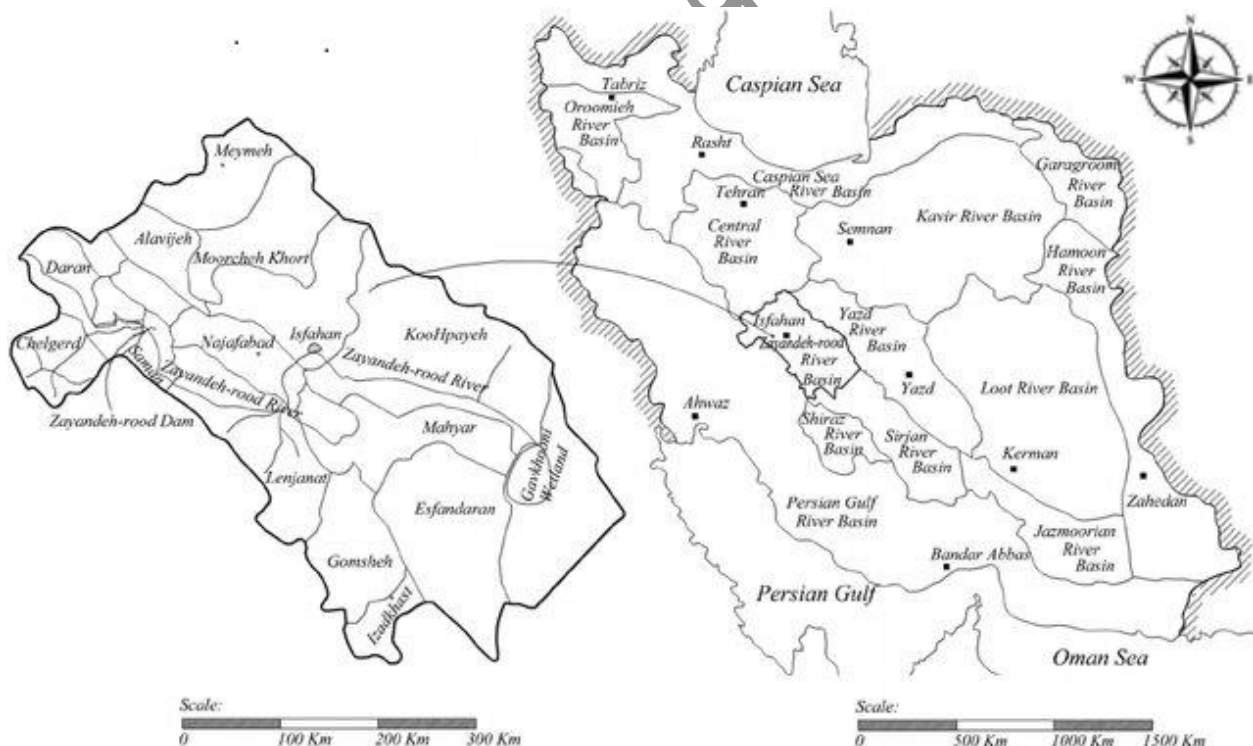 N
W
E
S
Caspian Sea
Tabriz
Oroomieh
River
Basin
Rasht
Caspian Sea
River Basin
Tehran
Central
River
Basin
Semnan
Kavir River Basin
Garagroom
River
Basin
Hamoon
River
Basin
Isfahan
Zayandeh-rood
River
Basin
Yazd
River
Basin
Yazd
Loot River Basin
Ahwaz
Shiraz
River
Basin
Sirjan
River
Basin
Kerman
Zahedan
Persian Gulf
River Basin
Jazmoorian
River
Basin
Bandar Abbas
Persian Gulf
Oman Sea
Meymeh
Alavijeh
Moorcheh Khort
Daran
Chelgerd
Saman
Najafabad
Isfahan
KooHpayeh
Zayandeh-rood River
Zayandeh-rood River
Zayandeh-rood Dam
Mahyar
Gavkhooni
Wetland
Lenjanat
Esfandaran
Gomsheh
Izadkhast
Scale:
0 100 Km 200 Km 300 Km
Scale:
0 500 Km 1000 Km 1500 Km